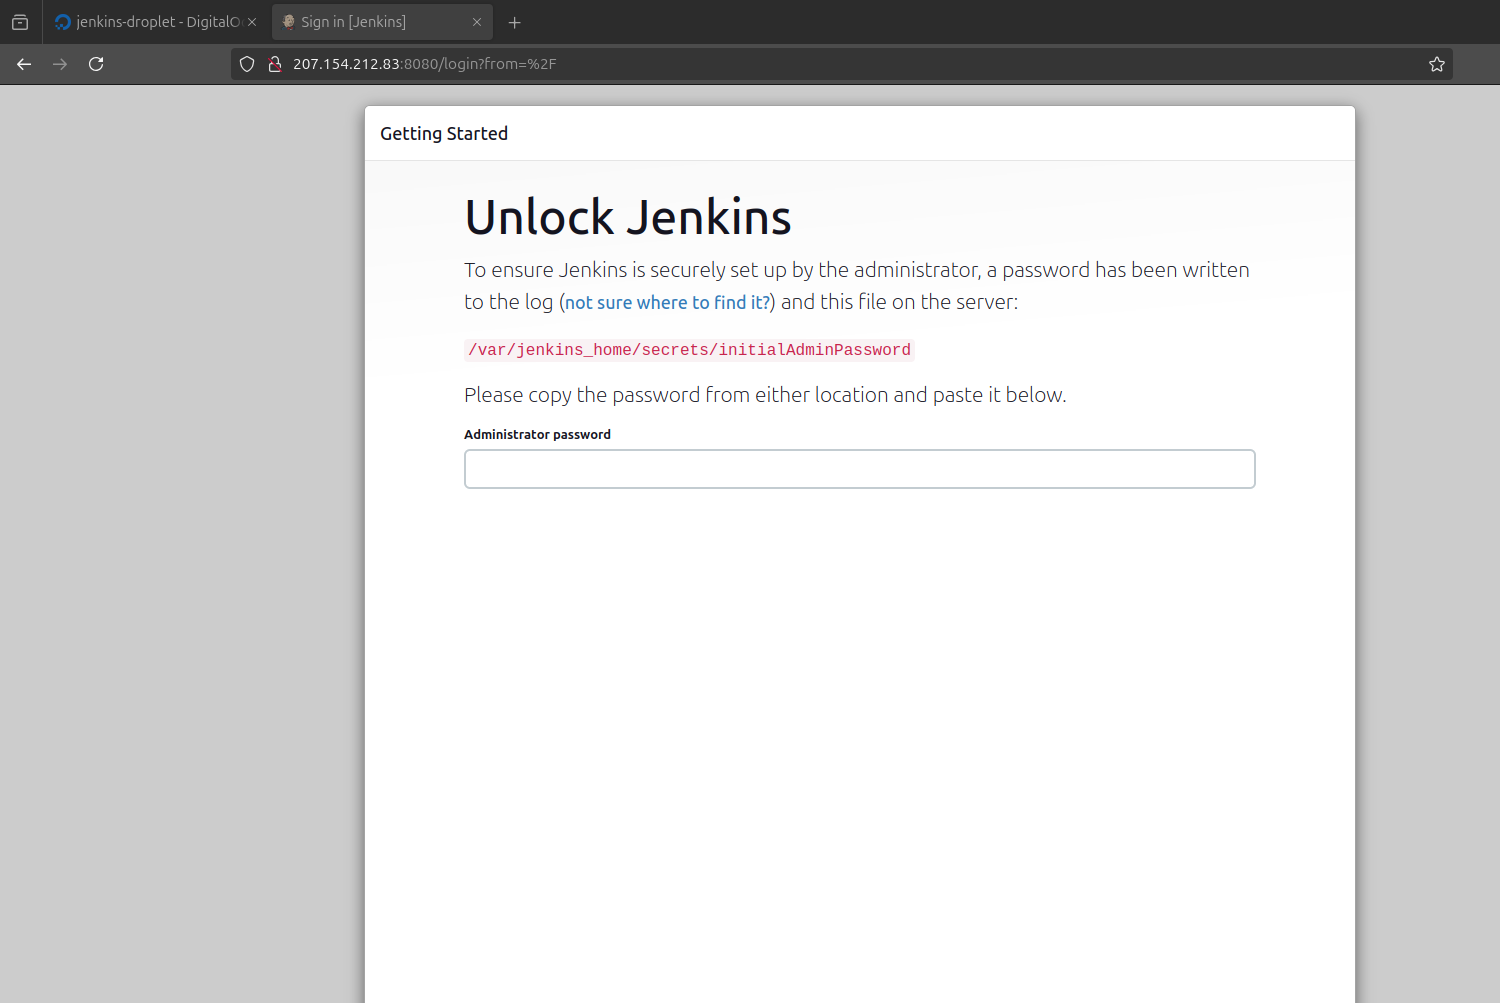 jenkins-droplet - DigitalO
Sign in [Jenkins]
207.154.212.83:8080/login?from=%2F
Getting Started
Unlock Jenkins
To ensure Jenkins is securely set up by the administrator, a password has been written
to the log (not sure where to find it?) and this file on the server:
/var/jenkins_home/secrets/initialAdminPassword
Please copy the password from either location and paste it below.
Administrator password